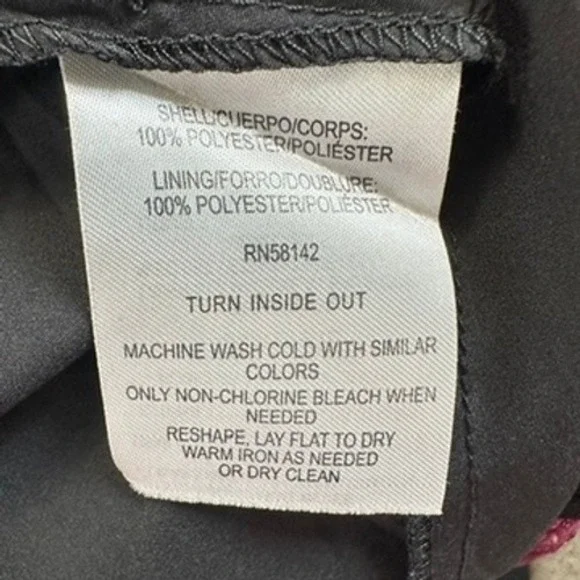 SHELL/CUERPO/CORPS:
100% POLYESTER/POLIÉSTER
LINING/FORRO/DOUBLURE:
100% POLYESTER/POLIÉSTER
RN58142
TURN INSIDE OUT
MACHINE WASH COLD WITH SIMILAR
COLORS
ONLY NON-CHLORINE BLEACH WHEN
NEEDED
RESHAPE, LAY FLAT TO DRY
WARM IRON AS NEEDED
OR DRY CLEAN